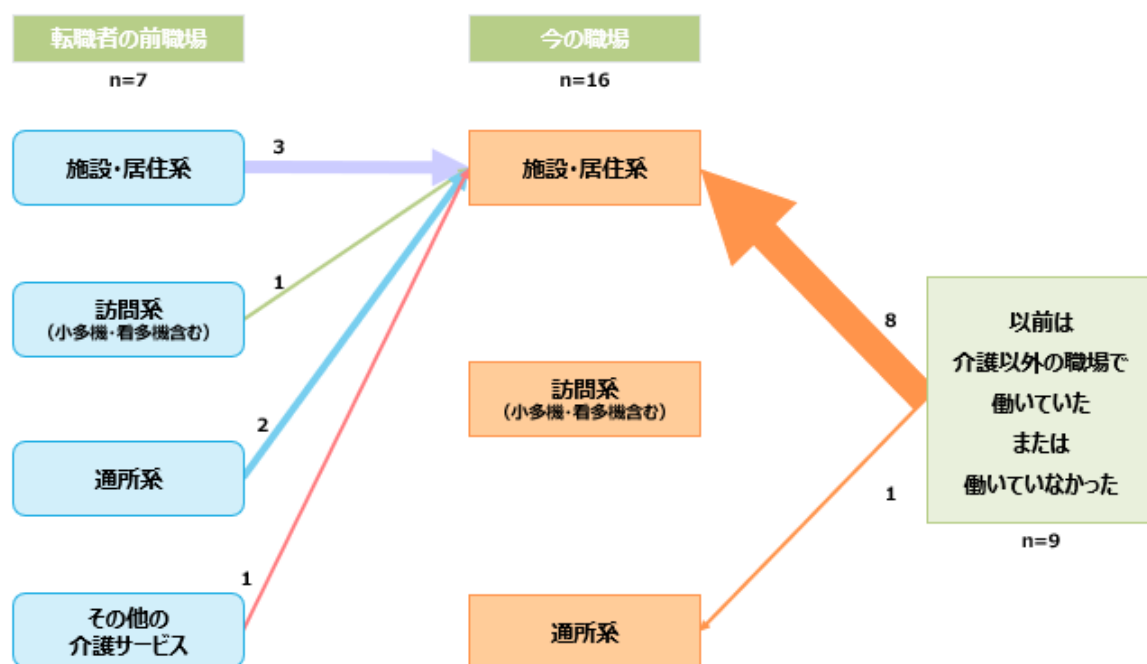 転職者の前職場
n=7
今の職場
n=16
施設・居住系
3
施設・居住系
訪問系
(小多機・看多機含む)
1
訪問系
(小多機・看多機含む)
通所系
2
その他の
介護サービス
1
通所系
8
1
以前は
介護以外の職場で
働いていた
または
働いていなかった
n=9